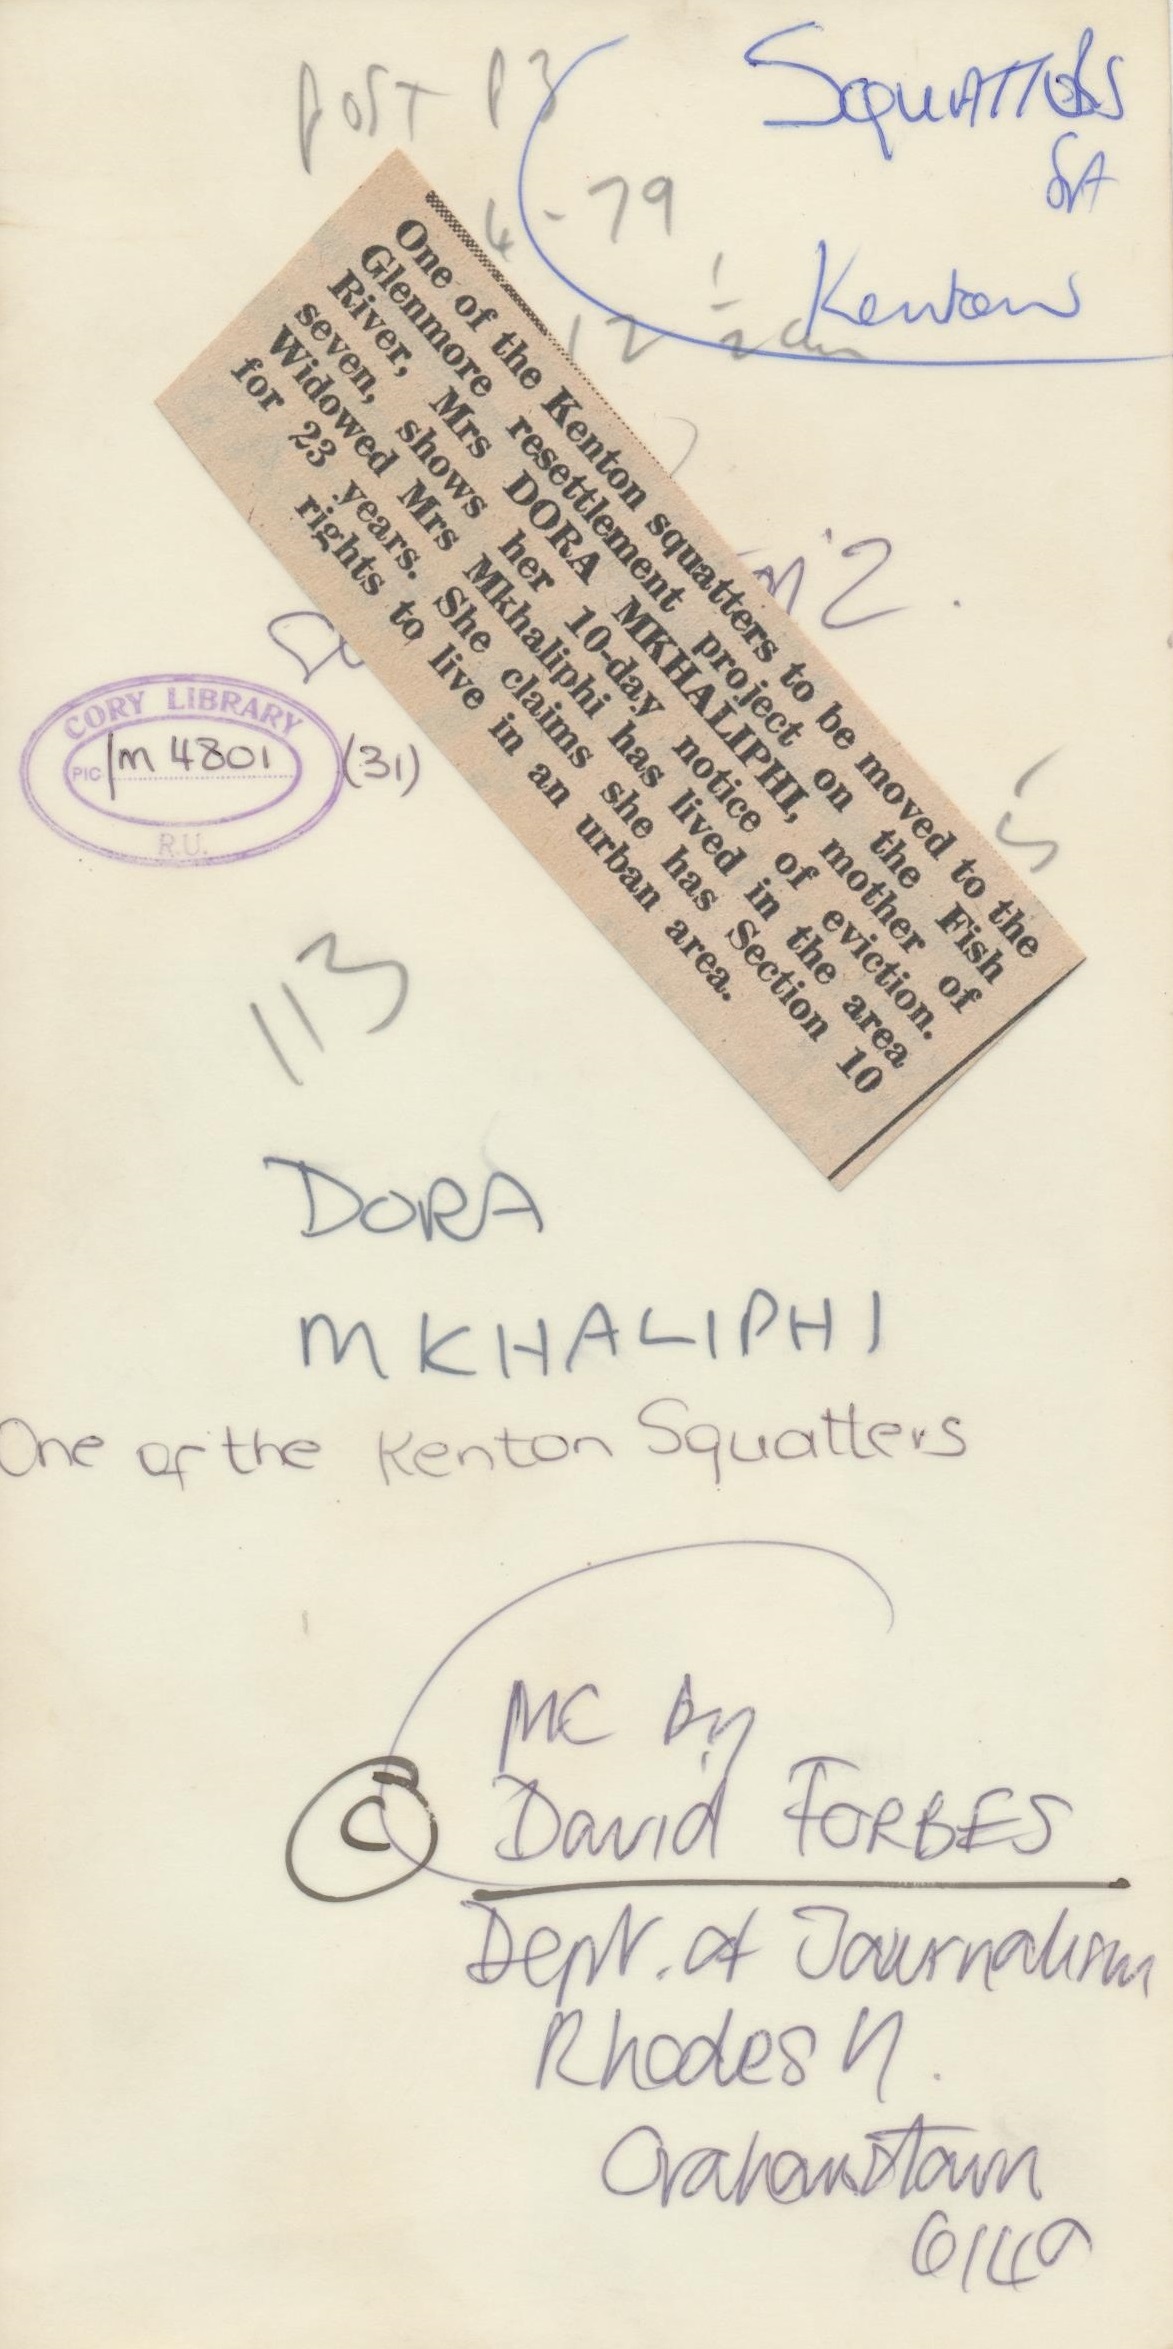 POST P3
SQUATTERS
SA
- 79
Kenton
12 1/2 cm
One of the Kenton squatters to be moved to the
Glenmore resettlement project on the Fish
River, Mrs DORA MKHALIPHI, mother of
seven, shows her 10-day notice of eviction.
Widowed Mrs Mkhaliphi has lived in the area
for 23 years. She claims she has Section 10
rights to live in an urban area.
CORY LIBRARY
PIC/m 4801 (31)
R.U.
113
DORA
MKHALIPHI
One of the Kenton Squatters
MC By
© David FORBES
Dept. of Journalism
Rhodes U.
Grahamstown
6140